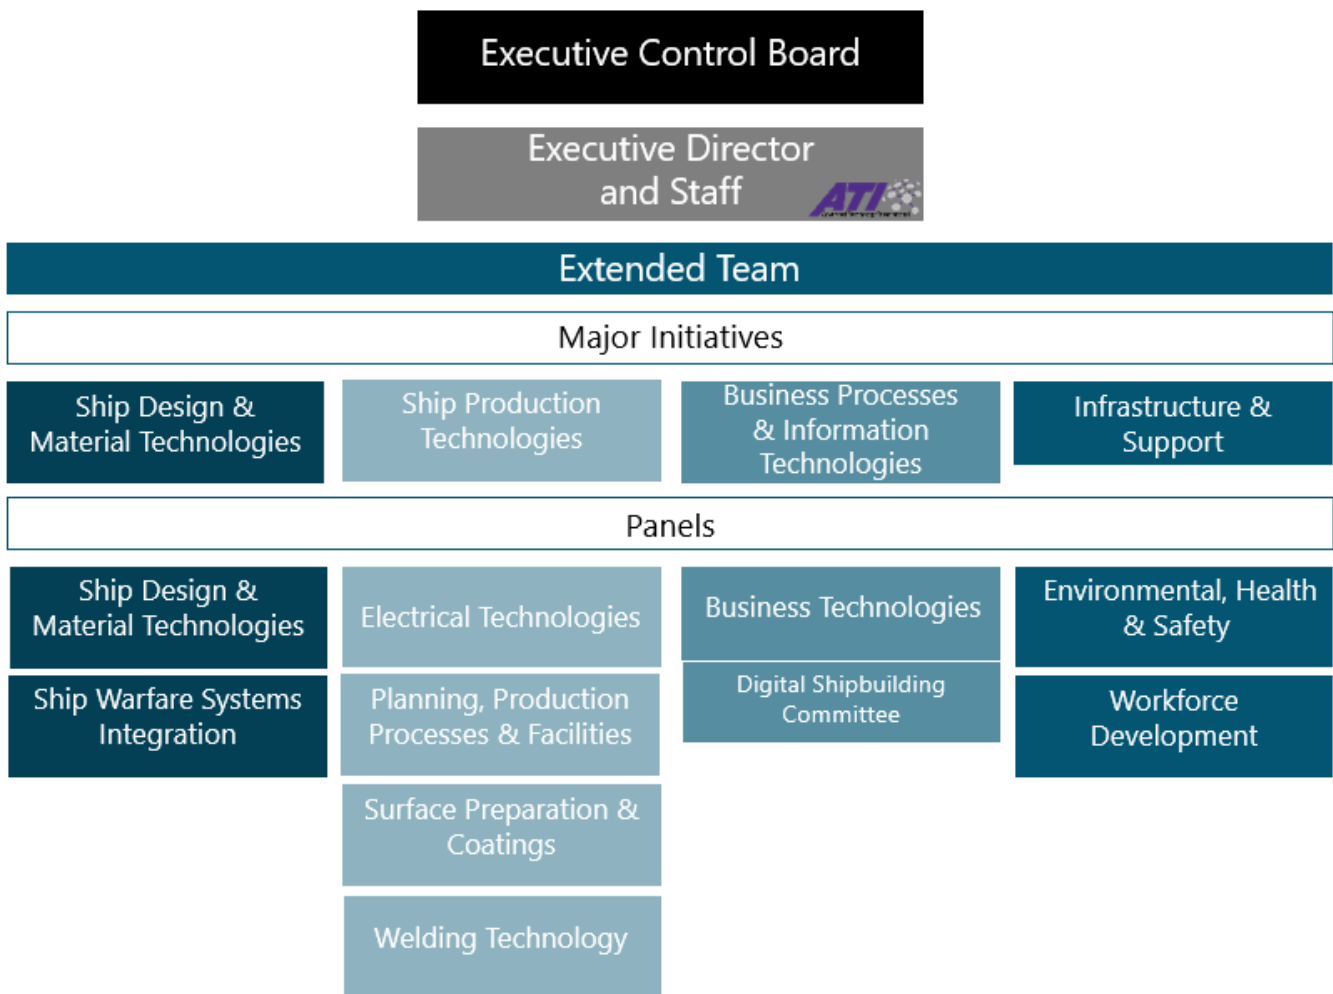 Executive Control Board
Executive Director
and Staff
ATI
Extended Team
Major Initiatives
Ship Design &
Material Technologies
Ship Production
Technologies
Business Processes
& Information
Technologies
Infrastructure &
Support
Panels
Ship Design &
Material Technologies
Ship Warfare Systems
Integration
Electrical Technologies
Planning, Production
Processes & Facilities
Surface Preparation &
Coatings
Welding Technology
Business Technologies
Digital Shipbuilding
Committee
Environmental, Health
& Safety
Workforce
Development